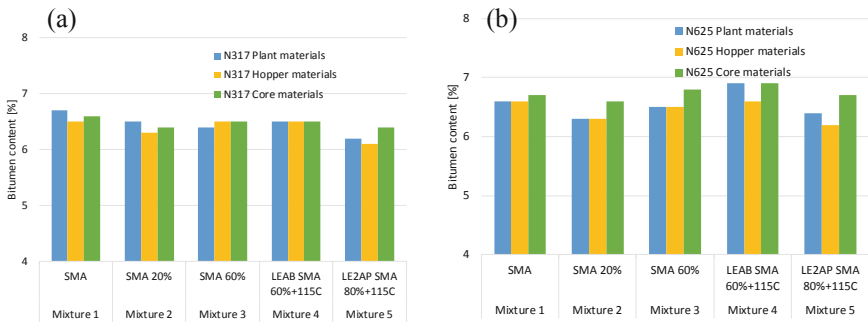 (a)
8
7
6
5
4
Bitumen content [%]
N317 Plant materials
N317 Hopper materials
N317 Core materials
SMA SMA 20% SMA 60% LEAB SMA LE2AP SMA
60%+115C 80%+115C
Mixture 1 Mixture 2 Mixture 3 Mixture 4 Mixture 5
(b)
8
7
6
5
4
Bitumen content [%]
N625 Plant materials
N625 Hopper materials
N625 Core materials
SMA SMA 20% SMA 60% LEAB SMA LE2AP SMA
60%+115C 80%+115C
Mixture 1 Mixture 2 Mixture 3 Mixture 4 Mixture 5